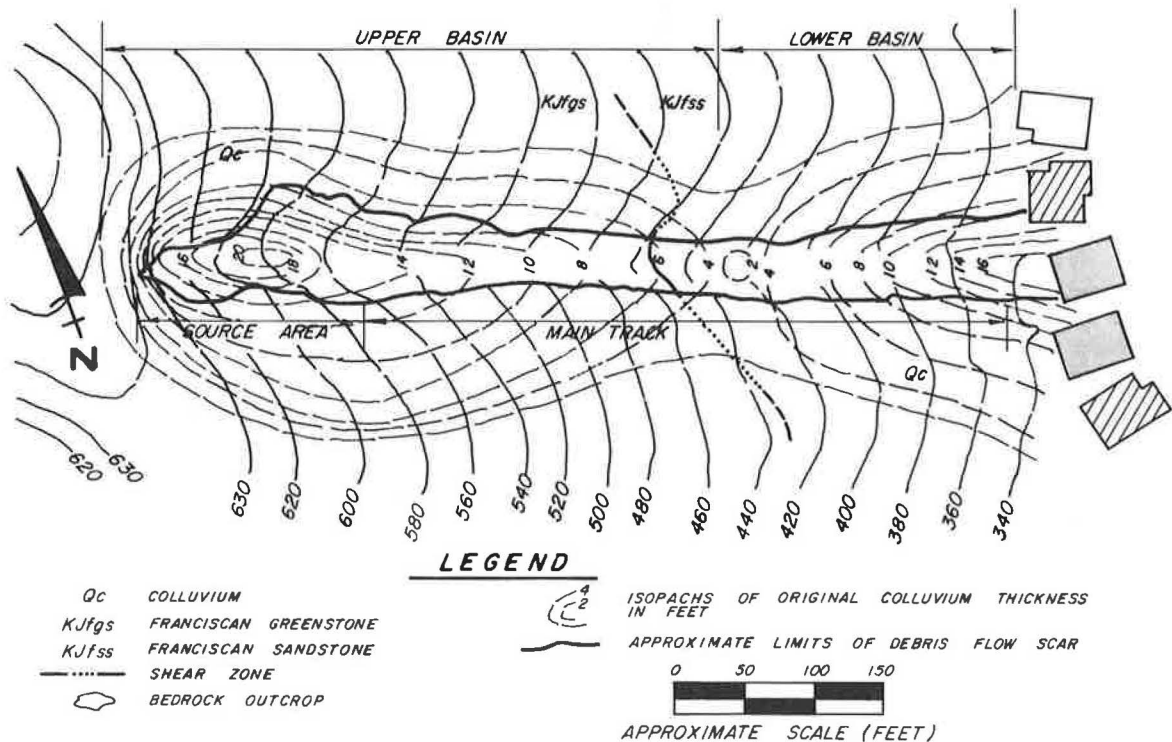 UPPER BASIN
LOWER BASIN
KJfgs
KJfss
Qc
16
20
18
14
12
10
8
6
4
2
4
6
8
10
12
14
16
SOURCE AREA
MAIN TRACK
N
Qc
620
630
630
620
600
580
560
540
520
500
480
460
440
420
400
380
360
340
LEGEND
Qc COLLUVIUM
KJfgs FRANCISCAN GREENSTONE
KJfss FRANCISCAN SANDSTONE
SHEAR ZONE
BEDROCK OUTCROP
4
2
ISOPACHS OF ORIGINAL COLLUVIUM THICKNESS
IN FEET
APPROXIMATE LIMITS OF DEBRIS FLOW SCAR
0 50 100 150
APPROXIMATE SCALE (FEET)